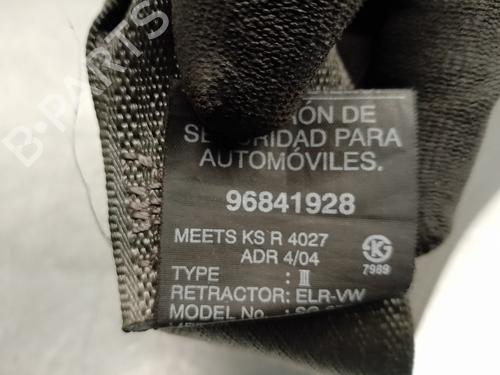 B-PARTS
DE
SEGURIDAD PARA
AUTOMÓVILES.
96841928
MEETS KS R 4027
ADR 4/04
7989
TYPE : III
RETRACTOR: ELR-VW
MODEL No. :